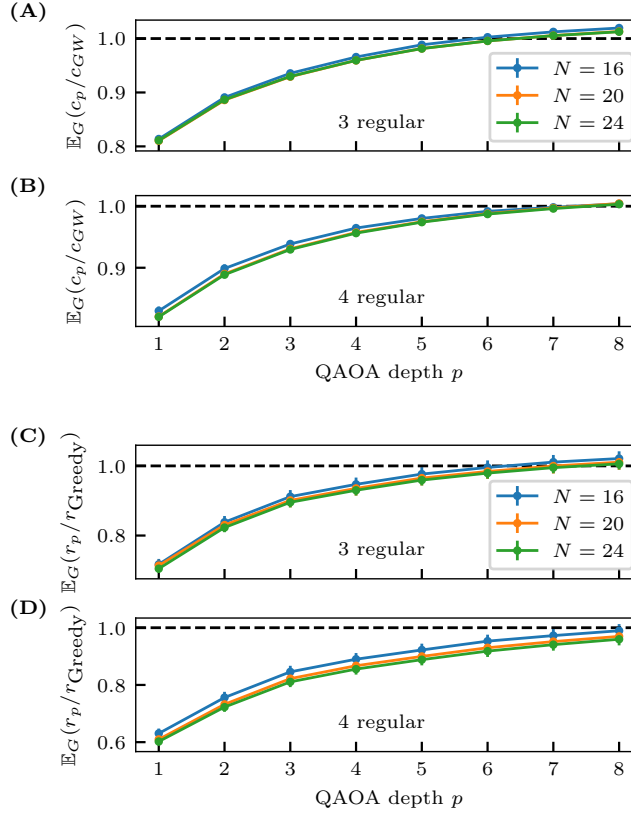 (A)
𝔼_G(c_p/c_GW)
1.0
0.9
0.8
3 regular
N = 16
N = 20
N = 24
(B)
𝔼_G(c_p/c_GW)
1.0
0.9
4 regular
1 2 3 4 5 6 7 8
QAOA depth p
(C)
𝔼_G(r_p/r_Greedy)
1.0
0.8
3 regular
N = 16
N = 20
N = 24
(D)
𝔼_G(r_p/r_Greedy)
1.0
0.8
0.6
4 regular
1 2 3 4 5 6 7 8
QAOA depth p